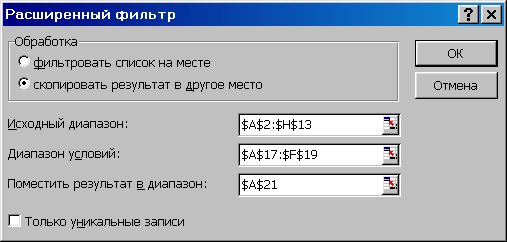 Расширенный фильтр
Обработка
фильтровать список на месте
скопировать результат в другое место
ОК
Отмена
Исходный диапазон: $A$2:$H$13
Диапазон условий: $A$17:$F$19
Поместить результат в диапазон: $A$21
Только уникальные записи